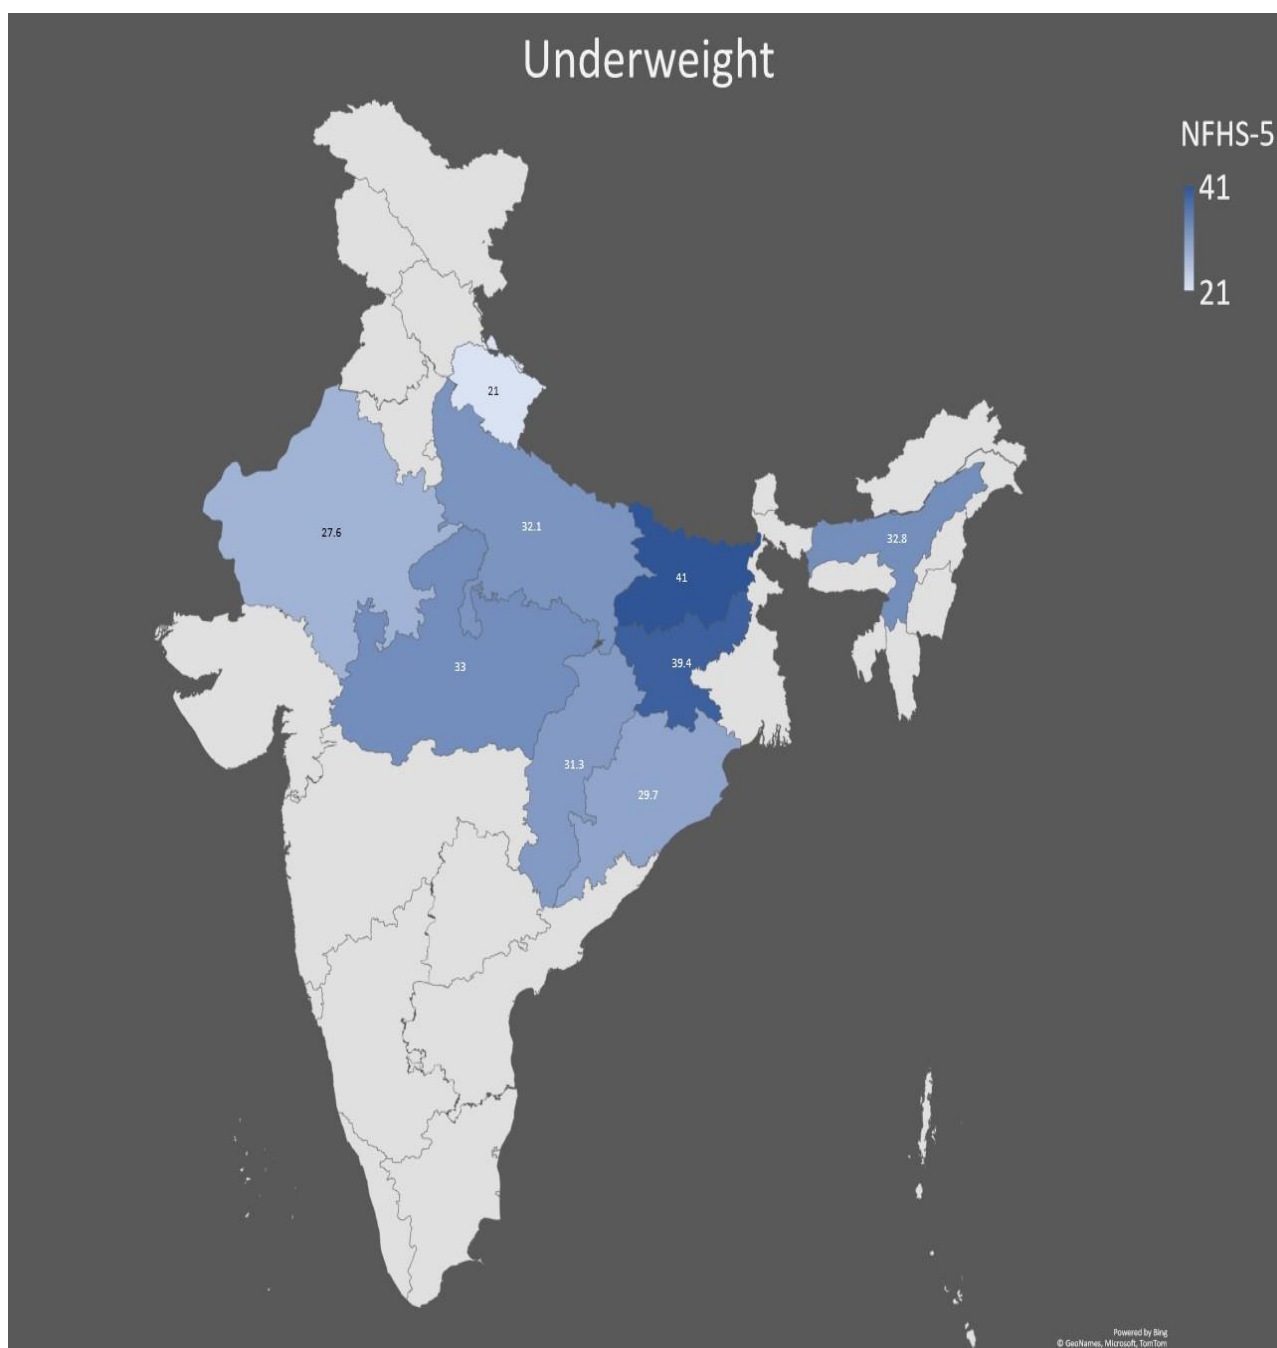 Underweight
NFHS-5
41
21
21
27.6
32.1
32.8
41
39.4
33
31.3
29.7
Powered by Bing
© GeoNames, Microsoft, TomTom